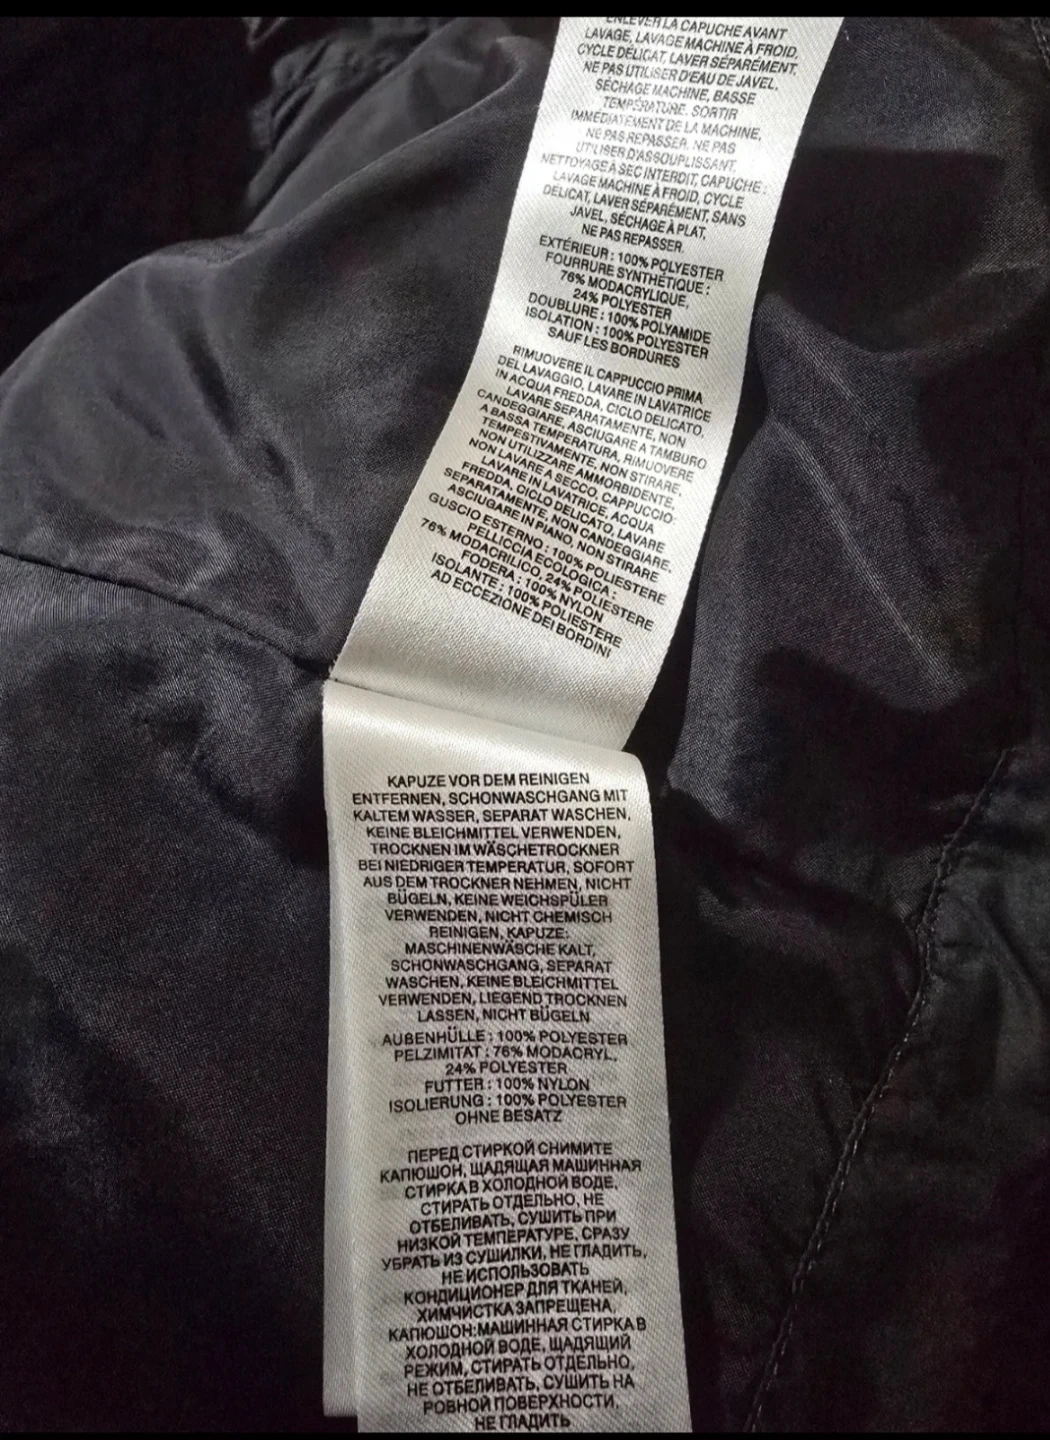 ENLEVER LA CAPUCHE AVANT
LAVAGE, LAVAGE MACHINE À FROID,
CYCLE DÉLICAT, LAVER SÉPARÉMENT,
NE PAS UTILISER D'EAU DE JAVEL,
SÉCHAGE MACHINE, BASSE
TEMPÉRATURE. SORTIR
IMMÉDIATEMENT DE LA MACHINE,
NE PAS REPASSER. NE PAS
UTILISER D'ASSOUPLISSANT.
NETTOYAGE À SEC INTERDIT, CAPUCHE :
LAVAGE MACHINE À FROID, CYCLE
DÉLICAT, LAVER SÉPARÉMENT, SANS
JAVEL, SÉCHAGE À PLAT,
NE PAS REPASSER.
EXTÉRIEUR : 100% POLYESTER
FOURRURE SYNTHÉTIQUE :
76% MODACRYLIQUE,
24% POLYESTER
DOUBLURE : 100% POLYAMIDE
ISOLATION : 100% POLYESTER
SAUF LES BORDURES
RIMUOVERE IL CAPPUCCIO PRIMA
DEL LAVAGGIO, LAVARE IN LAVATRICE
IN ACQUA FREDDA, CICLO DELICATO,
LAVARE SEPARATAMENTE, NON
CANDEGGIARE, ASCIUGARE A TAMBURO
A BASSA TEMPERATURA, RIMUOVERE
TEMPESTIVAMENTE, NON STIRARE,
NON UTILIZZARE AMMORBIDENTE,
NON LAVARE A SECCO, CAPPUCCIO:
LAVARE IN LAVATRICE, ACQUA
FREDDA, CICLO DELICATO, LAVARE
SEPARATAMENTE, NON CANDEGGIARE,
ASCIUGARE IN PIANO, NON STIRARE
GUSCIO ESTERNO : 100% POLIESTERE
PELLICCIA ECOLOGICA :
76% MODACRILICO, 24% POLIESTERE
FODERA : 100% NYLON
ISOLANTE : 100% POLIESTERE
AD ECCEZIONE DEI BORDINI
KAPUZE VOR DEM REINIGEN
ENTFERNEN, SCHONWASCHGANG MIT
KALTEM WASSER, SEPARAT WASCHEN,
KEINE BLEICHMITTEL VERWENDEN,
TROCKNEN IM WÄSCHETROCKNER
BEI NIEDRIGER TEMPERATUR, SOFORT
AUS DEM TROCKNER NEHMEN, NICHT
BÜGELN, KEINE WEICHSPÜLER
VERWENDEN, NICHT CHEMISCH
REINIGEN, KAPUZE:
MASCHINENWÄSCHE KALT,
SCHONWASCHGANG, SEPARAT
WASCHEN, KEINE BLEICHMITTEL
VERWENDEN, LIEGEND TROCKNEN
LASSEN, NICHT BÜGELN
AUßENHÜLLE : 100% POLYESTER
PELZIMITAT : 76% MODACRYL,
24% POLYESTER
FUTTER : 100% NYLON
ISOLIERUNG : 100% POLYESTER
OHNE BESATZ
ПЕРЕД СТИРКОЙ СНИМИТЕ
КАПЮШОН, ЩАДЯЩАЯ МАШИННАЯ
СТИРКА В ХОЛОДНОЙ ВОДЕ,
СТИРАТЬ ОТДЕЛЬНО, НЕ
ОТБЕЛИВАТЬ, СУШИТЬ ПРИ
НИЗКОЙ ТЕМПЕРАТУРЕ, СРАЗУ
УБРАТЬ ИЗ СУШИЛКИ, НЕ ГЛАДИТЬ,
НЕ ИСПОЛЬЗОВАТЬ
КОНДИЦИОНЕР ДЛЯ ТКАНЕЙ,
ХИМЧИСТКА ЗАПРЕЩЕНА,
КАПЮШОН: МАШИННАЯ СТИРКА В
ХОЛОДНОЙ ВОДЕ, ЩАДЯЩИЙ
РЕЖИМ, СТИРАТЬ ОТДЕЛЬНО,
НЕ ОТБЕЛИВАТЬ, СУШИТЬ НА
РОВНОЙ ПОВЕРХНОСТИ,
НЕ ГЛАДИТЬ